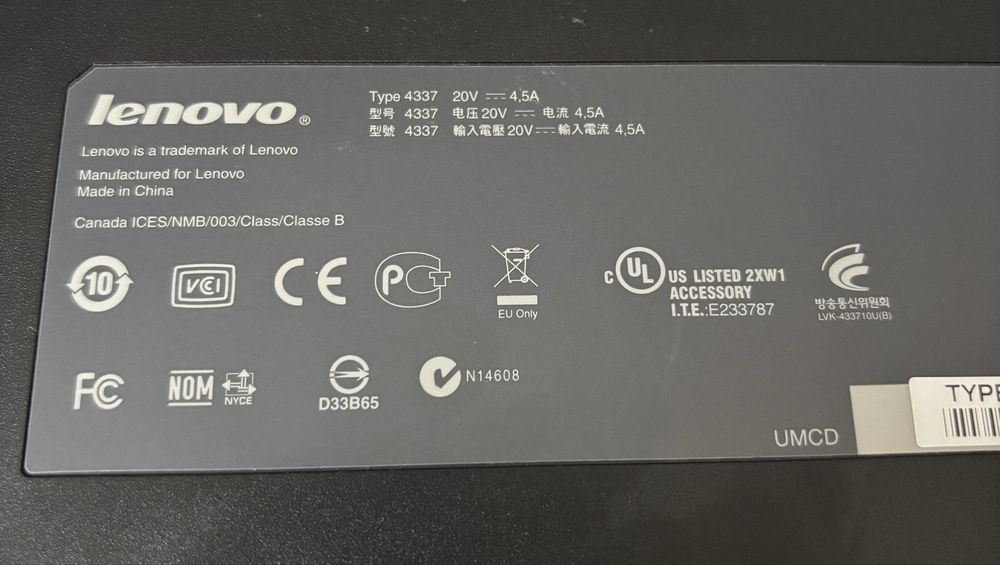 lenovo®
Type 4337 20V ⎓ 4,5A
型号 4337 电压 20V ⎓ 电流 4,5A
型號 4337 輸入電壓 20V ⎓ 輸入電流 4,5A
Lenovo is a trademark of Lenovo
Manufactured for Lenovo
Made in China
Canada ICES/NMB/003/Class/Classe B
10
VCI
CE
PCT
EU Only
c UL US LISTED 2XW1
ACCESSORY
I.T.E.:E233787
방송통신위원회
LVK-433710U(B)
FC
NOM
NYCE
D33B65
N14608
UMCD
TYPE